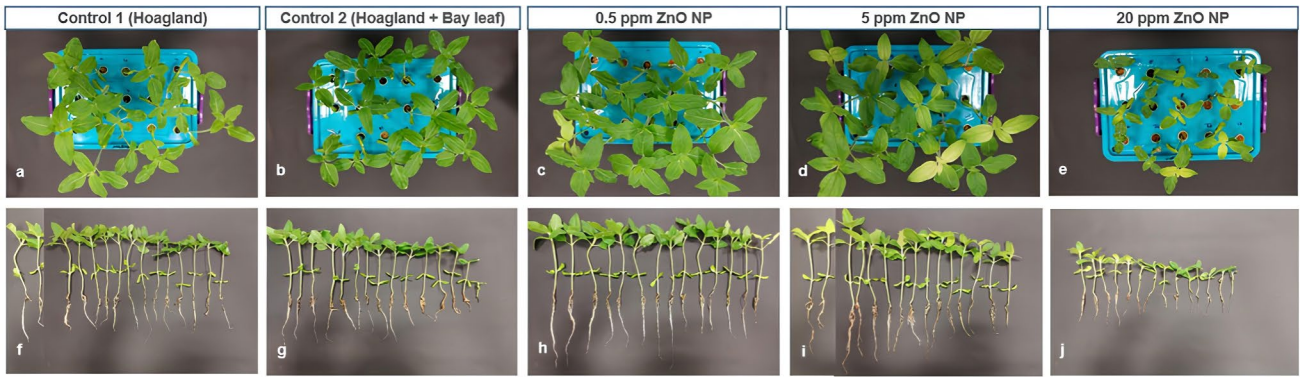 Control 1 (Hoagland)
Control 2 (Hoagland + Bay leaf)
0.5 ppm ZnO NP
5 ppm ZnO NP
20 ppm ZnO NP
a
b
c
d
e
f
g
h
i
j